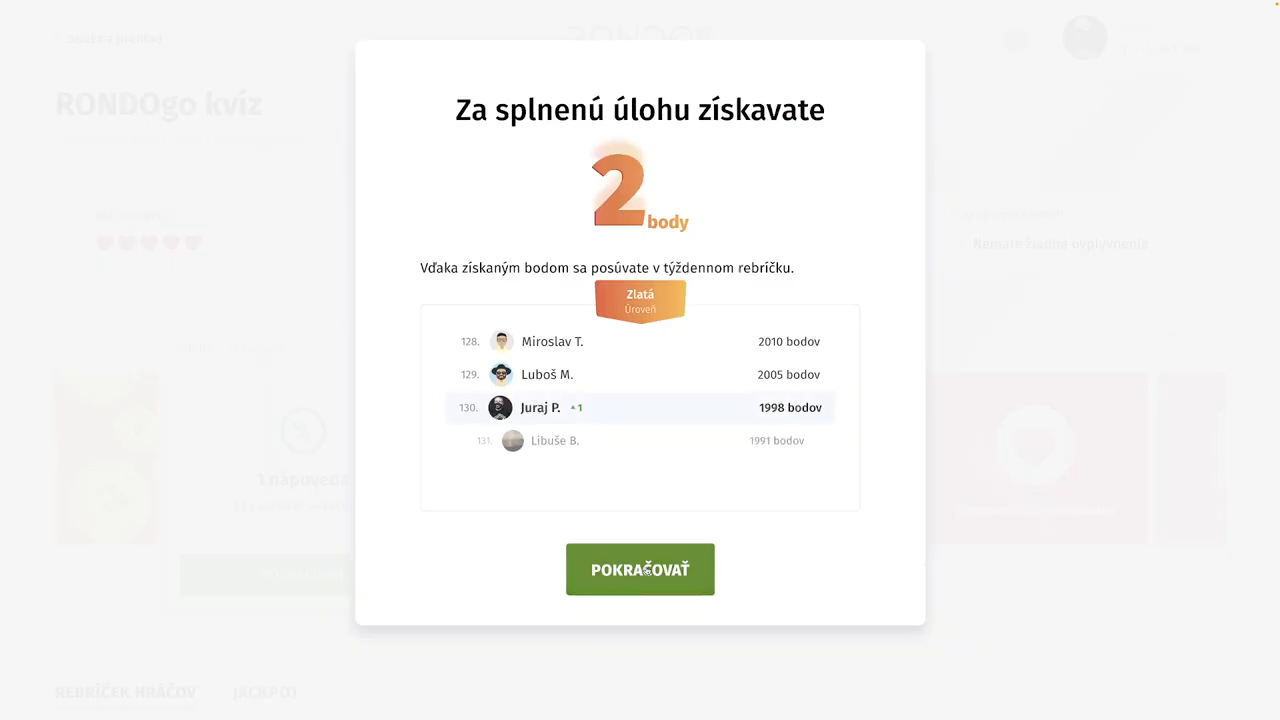 RONDOgo kvíz
Nemáte žiadne ovplyvnenia
Za splnenú úlohu získavate
2 body
Vďaka získaným bodom sa posúvate v týždennom rebríčku.
Zlatá
Úroveň
128. Miroslav T. 2010 bodov
129. Luboš M. 2005 bodov
130. Juraj P. 1 1998 bodov
131. Libuše B. 1991 bodov
1 nápoveda
POKRAČOVAŤ
REBRÍČEK HRÁČOV JACKPOT